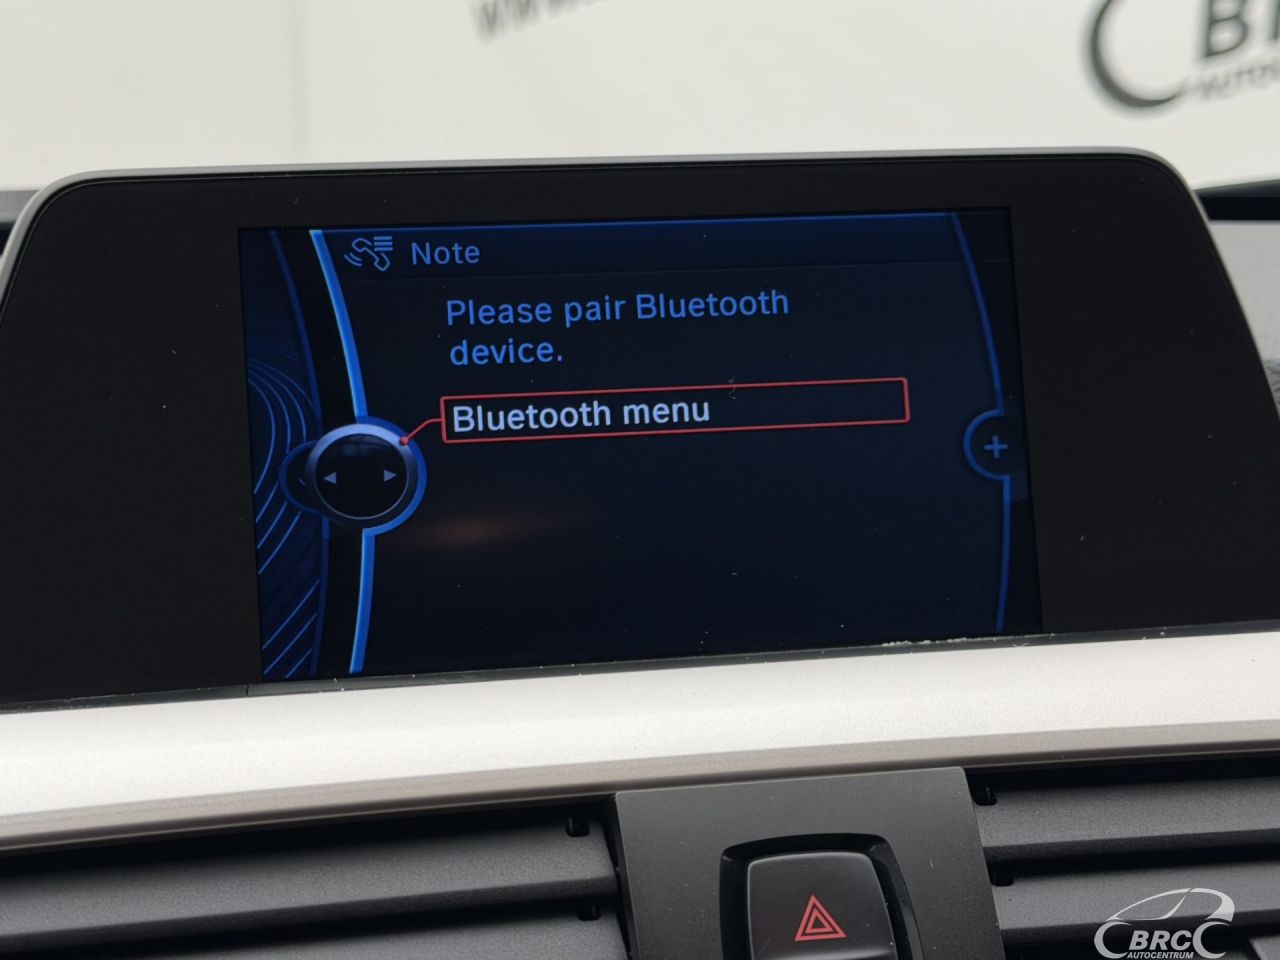 Note
Please pair Bluetooth
device.
Bluetooth menu
BRC
AUTOCENTRUM